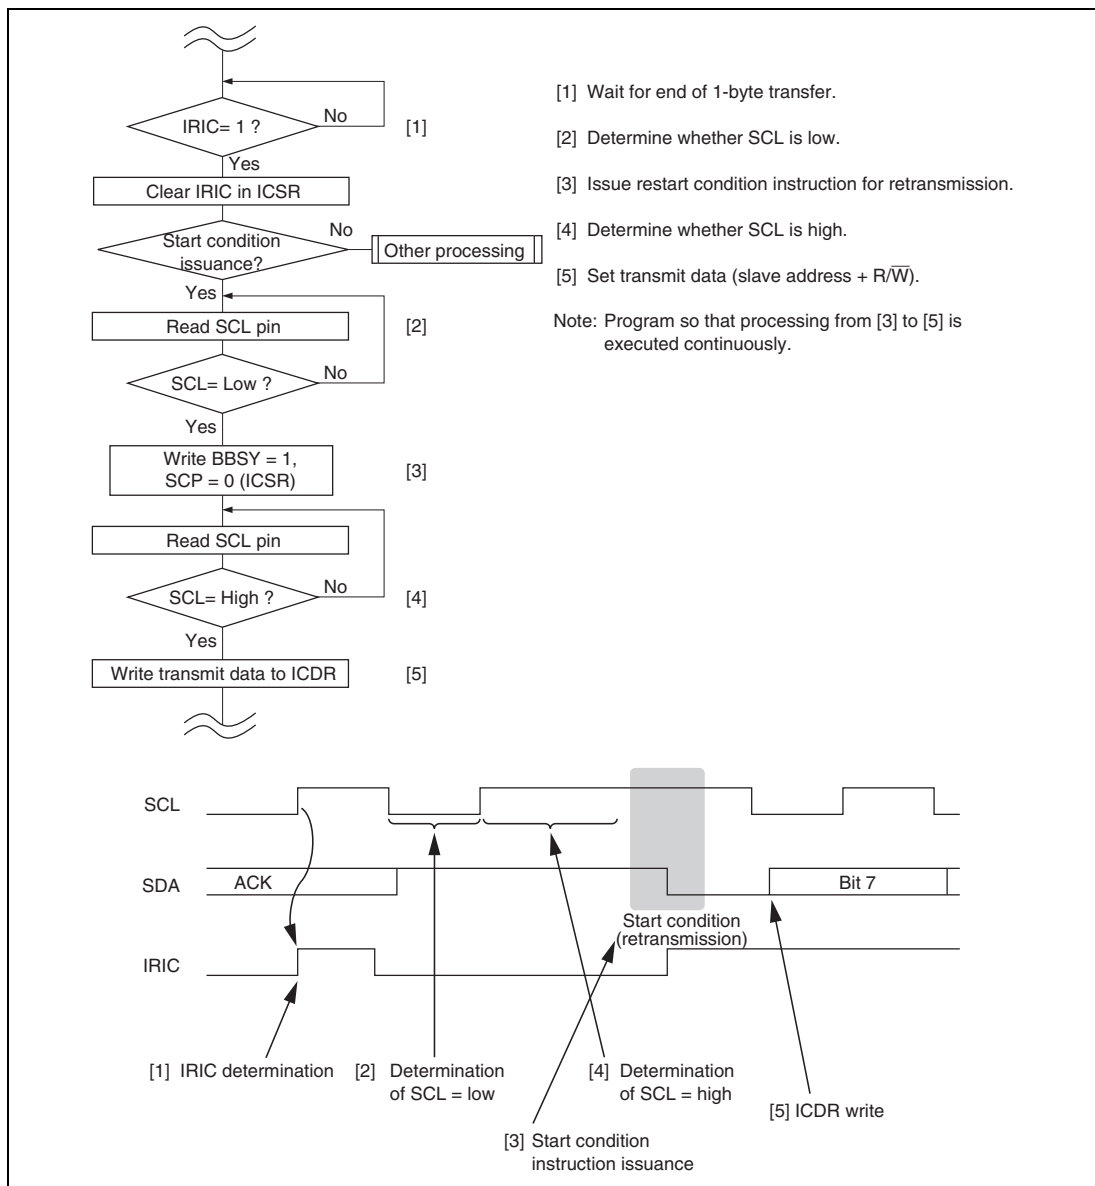 IRIC= 1 ?
No
[1]
Yes
Clear IRIC in ICSR
Start condition
issuance?
No
Other processing
Yes
Read SCL pin
[2]
SCL= Low ?
No
Yes
Write BBSY = 1,
SCP = 0 (ICSR)
[3]
Read SCL pin
SCL= High ?
No
[4]
Yes
Write transmit data to ICDR
[5]
[1] Wait for end of 1-byte transfer.
[2] Determine whether SCL is low.
[3] Issue restart condition instruction for retransmission.
[4] Determine whether SCL is high.
[5] Set transmit data (slave address + R/W̅).
Note: Program so that processing from [3] to [5] is
executed continuously.
SCL
SDA
ACK
Bit 7
Start condition
(retransmission)
IRIC
[1] IRIC determination
[2] Determination
of SCL = low
[4] Determination
of SCL = high
[5] ICDR write
[3] Start condition
instruction issuance